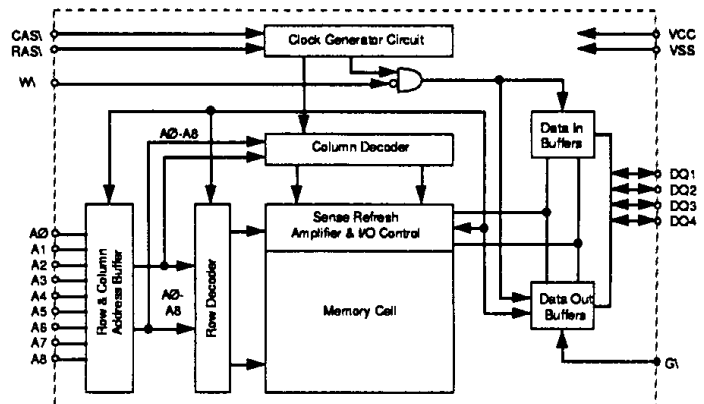 CAS\
RAS\
W\
Clock Generator Circuit
VCC
VSS
AØ-A8
Column Decoder
Data In
Buffers
DQ1
DQ2
DQ3
DQ4
Sense Refresh
Amplifier & I/O Control
AØ
A1
A2
A3
A4
A5
A6
A7
A8
Row & Column
Address Buffer
AØ-
A8
Row Decoder
Memory Cell
Data Out
Buffers
G\